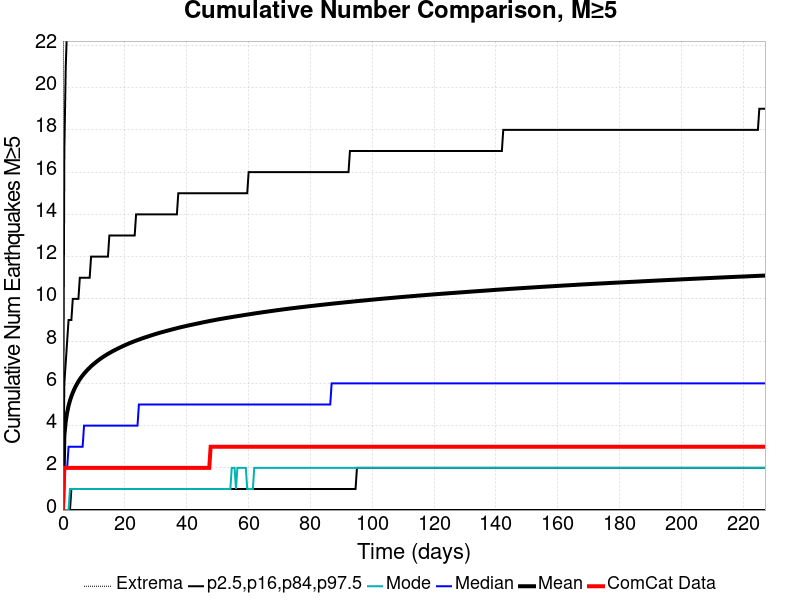 Cumulative Number Comparison, M≥5
Cumulative Num Earthquakes M≥5
22
20
18
16
14
12
10
8
6
4
2
0
0 20 40 60 80 100 120 140 160 180 200 220
Time (days)
Extrema p2.5,p16,p84,p97.5 Mode Median Mean ComCat Data